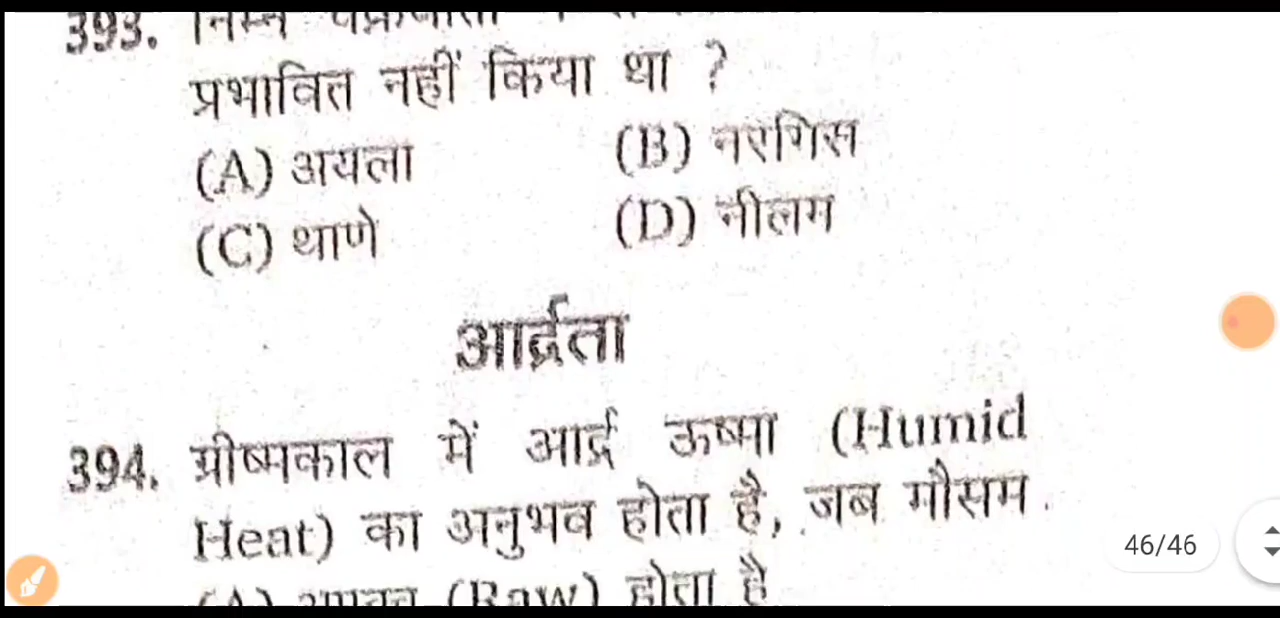 393. निम्न
प्रभावित नहीं किया था ?
(A) अयला (B) नरगिस
(C) थाणे (D) नीलम
आर्द्रता
394. ग्रीष्मकाल में आर्द्र ऊष्मा (Humid
Heat) का अनुभव होता है, जब मौसम
(Raw) होता है
46/46